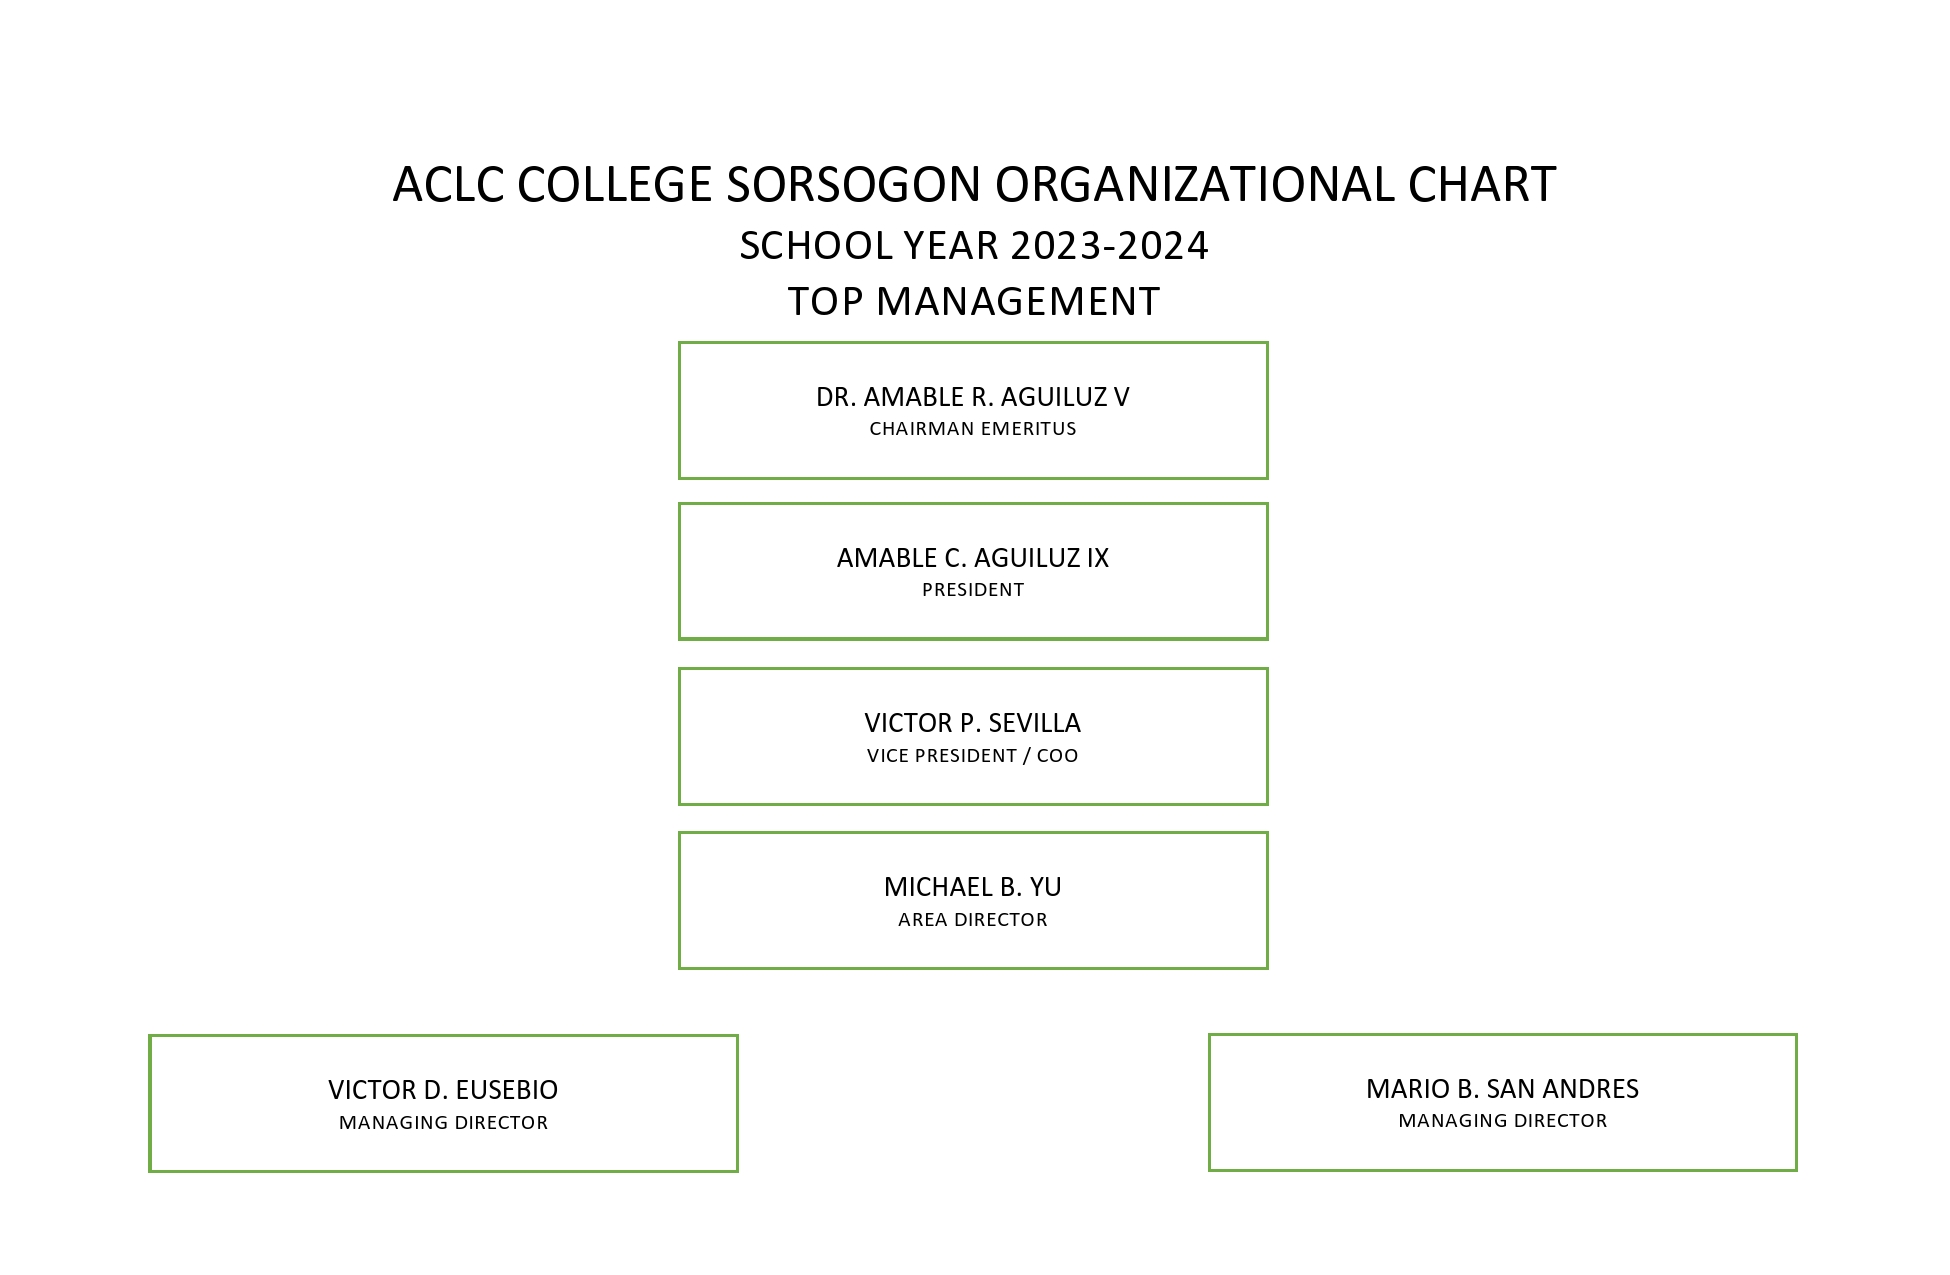 ACLC COLLEGE SORSOGON ORGANIZATIONAL CHART
SCHOOL YEAR 2023-2024
TOP MANAGEMENT
DR. AMABLE R. AGUILUZ V
CHAIRMAN EMERITUS
AMABLE C. AGUILUZ IX
PRESIDENT
VICTOR P. SEVILLA
VICE PRESIDENT / COO
MICHAEL B. YU
AREA DIRECTOR
VICTOR D. EUSEBIO
MANAGING DIRECTOR
MARIO B. SAN ANDRES
MANAGING DIRECTOR